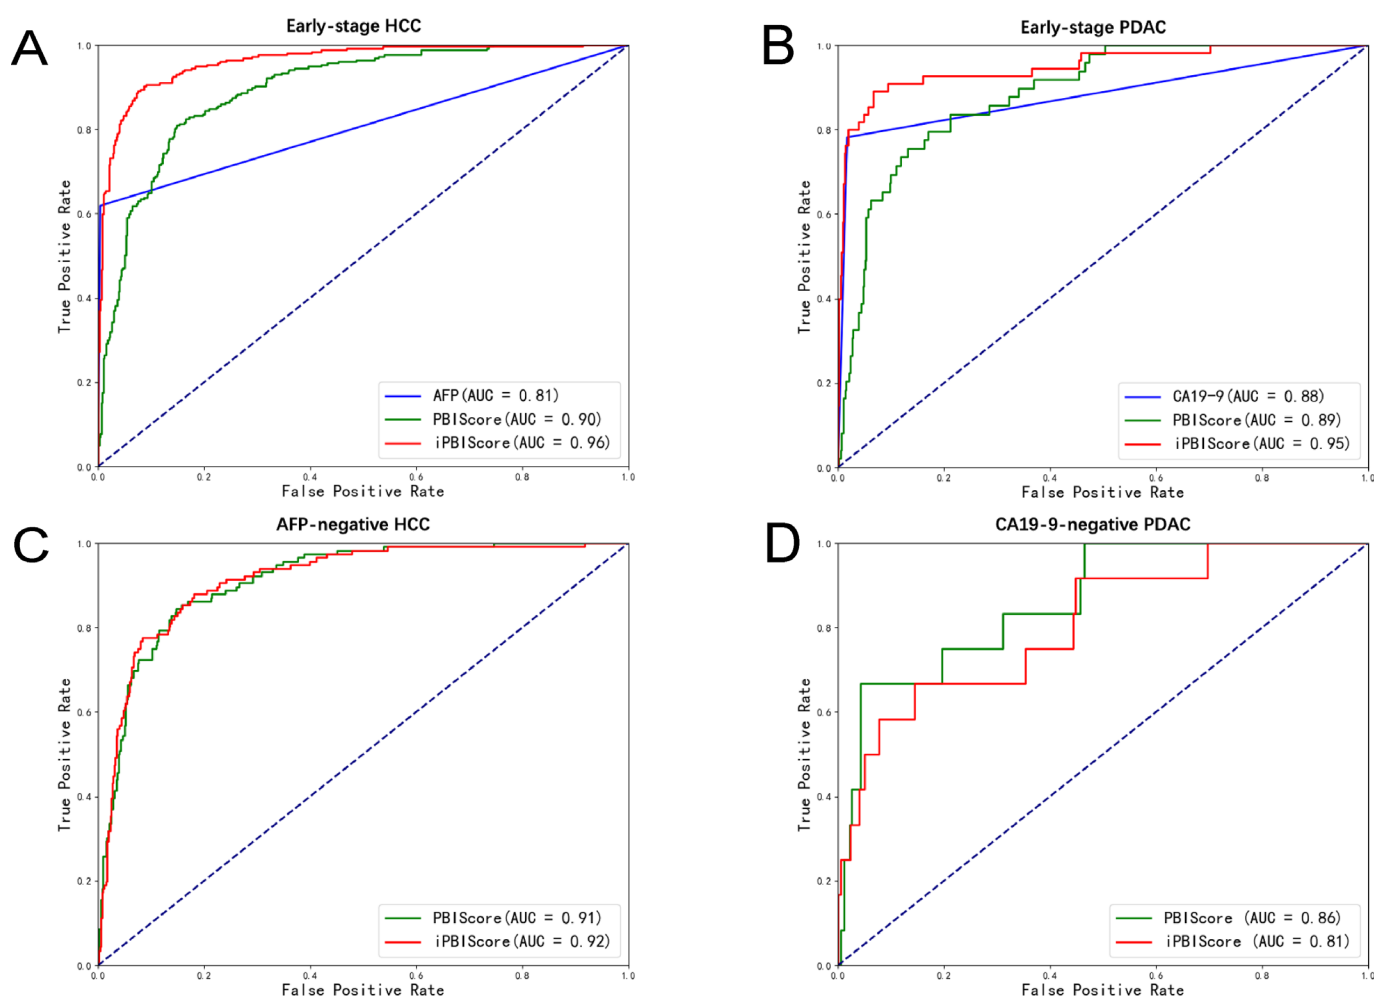 A
Early-stage HCC
1.0
0.8
0.6
0.4
0.2
0.0
True Positive Rate
AFP(AUC = 0.81)
PBIScore(AUC = 0.90)
iPBIScore(AUC = 0.96)
0.0 0.2 0.4 0.6 0.8 1.0
False Positive Rate
B
Early-stage PDAC
1.0
0.8
0.6
0.4
0.2
0.0
True Positive Rate
CA19-9(AUC = 0.88)
PBIScore(AUC = 0.89)
iPBIScore(AUC = 0.95)
0.0 0.2 0.4 0.6 0.8 1.0
False Positive Rate
C
AFP-negative HCC
1.0
0.8
0.6
0.4
0.2
0.0
True Positive Rate
PBIScore(AUC = 0.91)
iPBIScore(AUC = 0.92)
0.0 0.2 0.4 0.6 0.8 1.0
False Positive Rate
D
CA19-9-negative PDAC
1.0
0.8
0.6
0.4
0.2
0.0
True Positive Rate
PBIScore (AUC = 0.86)
iPBIScore (AUC = 0.81)
0.0 0.2 0.4 0.6 0.8 1.0
False Positive Rate